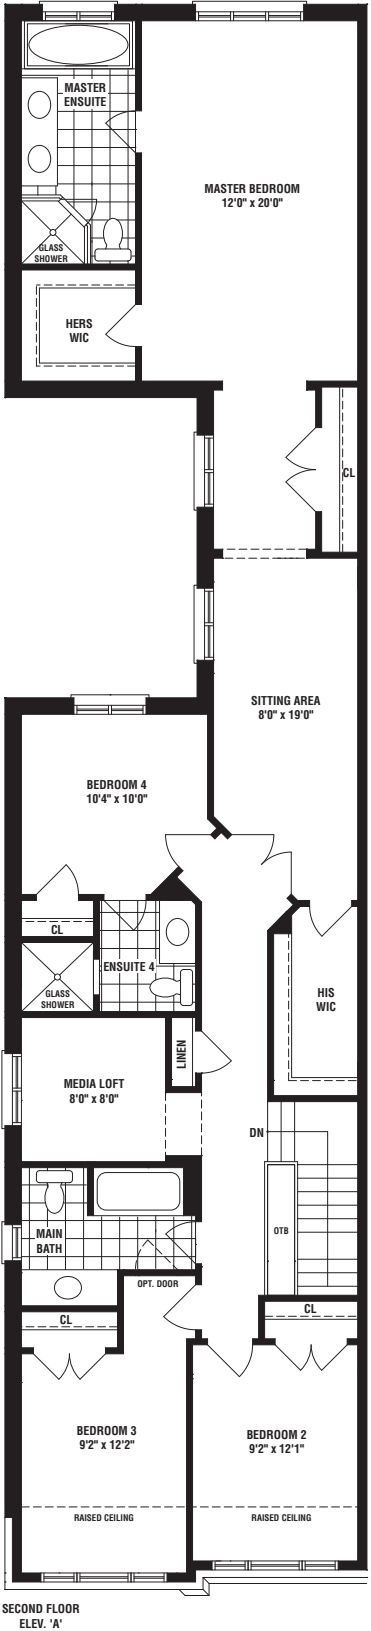 MASTER
ENSUITE
MASTER BEDROOM
12'0" x 20'0"
GLASS
SHOWER
HERS
WIC
CL
SITTING AREA
8'0" x 19'0"
BEDROOM 4
10'4" x 10'0"
CL
ENSUITE 4
GLASS
SHOWER
HIS
WIC
LINEN
MEDIA LOFT
8'0" x 8'0"
DN
MAIN
BATH
OTB
OPT. DOOR
CL
CL
BEDROOM 3
9'2" x 12'2"
BEDROOM 2
9'2" x 12'1"
RAISED CEILING
RAISED CEILING
SECOND FLOOR
ELEV. 'A'